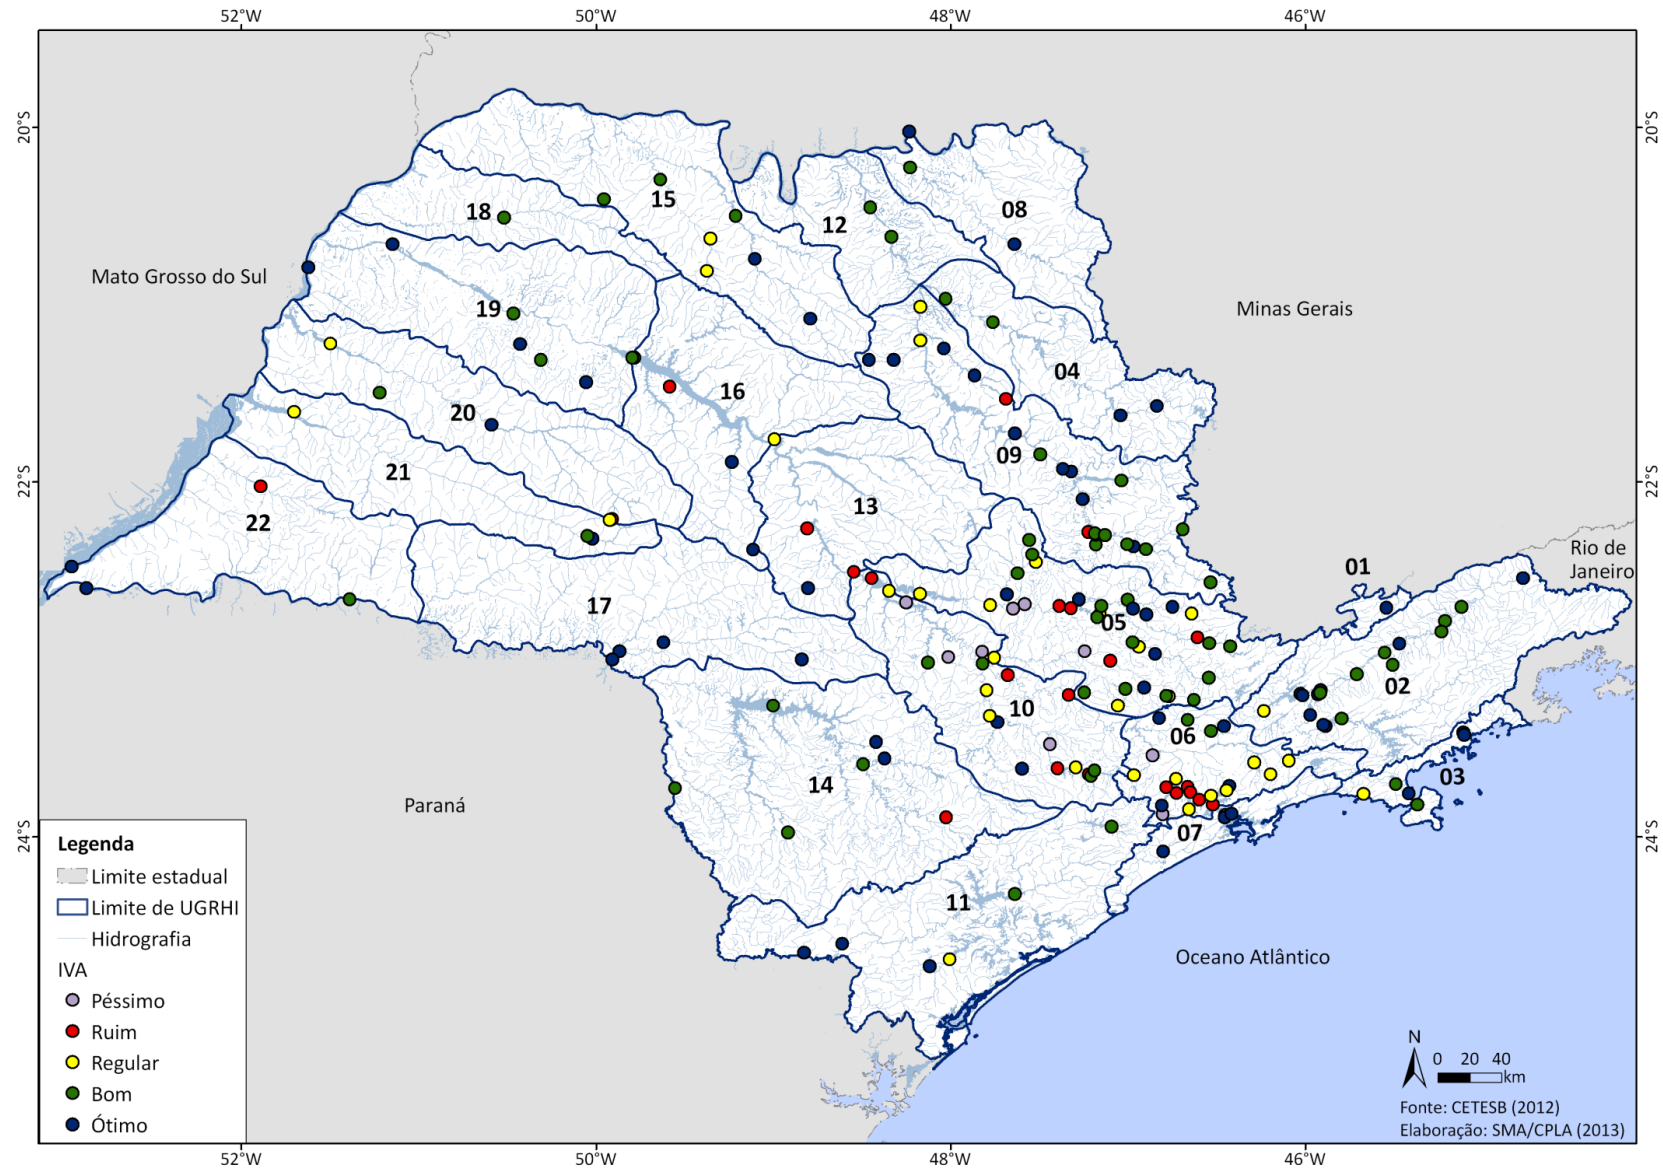 52°W 50°W 48°W 46°W
20°S 20°S
15
18
12
08
Mato Grosso do Sul
Minas Gerais
19
04
16
20
09
21
22°S 22°S
13
22
Rio de
Janeiro
01
17
05
02
10
06
03
14
Paraná
07
24°S 24°S
11
Oceano Atlântico
Legenda
Limite estadual
Limite de UGRHI
Hidrografia
IVA
Péssimo
Ruim
Regular
Bom
Ótimo
N
0 20 40
km
Fonte: CETESB (2012)
Elaboração: SMA/CPLA (2013)
52°W 50°W 48°W 46°W